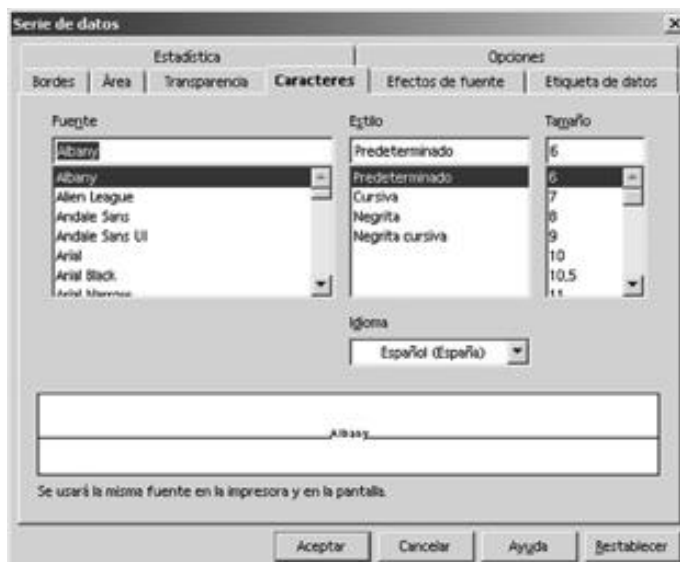 Serie de datos
Estadística Opciones
Bordes Área Transparencia Caracteres Efectos de fuente Etiqueta de datos
Fuente Estilo Tamaño
Albany Predeterminado 6
Albany Predeterminado 6
Alien League Cursiva 7
Andale Sans Negrita 8
Andale Sans UI Negrita cursiva 9
Arial 10
Arial Black 10,5
Arial Narrow 11
Idioma
Español (España)
Albany
Se usará la misma fuente en la impresora y en la pantalla.
Aceptar Cancelar Ayuda Restablecer